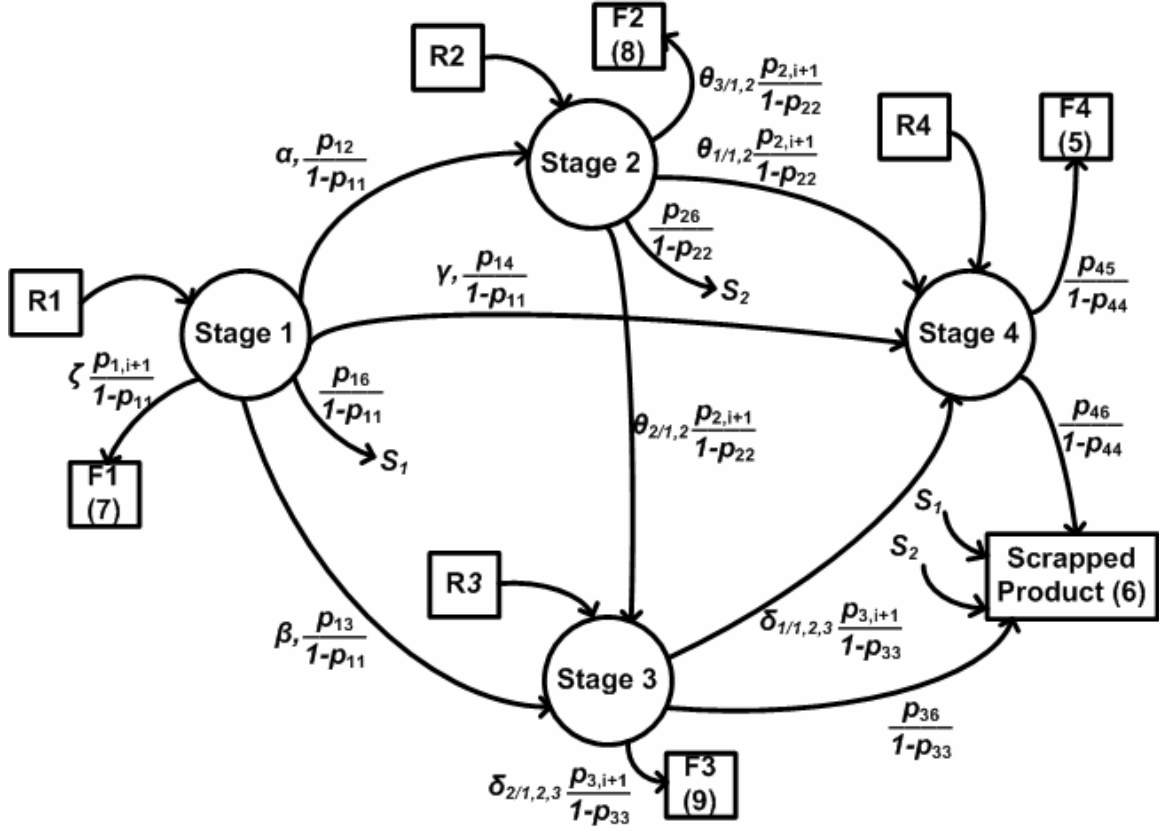 F2
(8)
R2
θ3/1,2 p2,i+1
1-p22
R4
F4
(5)
α, p12
1-p11
Stage 2
θ1/1,2 p2,i+1
1-p22
p26
1-p22
S2
R1
Stage 1
γ, p14
1-p11
Stage 4
p45
1-p44
ζ p1,i+1
1-p11
p16
1-p11
S1
θ2/1,2 p2,i+1
1-p22
p46
1-p44
F1
(7)
S1
S2
R3
Scrapped
Product (6)
β, p13
1-p11
Stage 3
δ1/1,2,3 p3,i+1
1-p33
p36
1-p33
δ2/1,2,3 p3,i+1
1-p33
F3
(9)